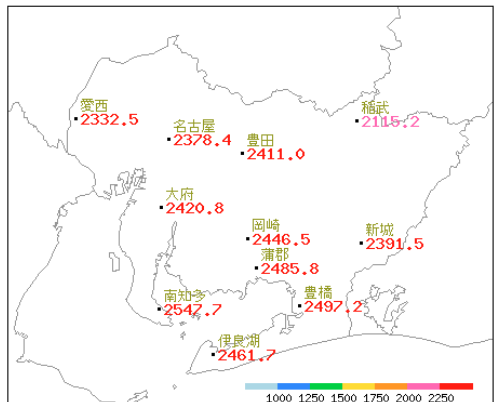 愛西
2332.5
稲武
2115.2
名古屋
2378.4
豊田
2411.0
大府
2420.8
岡崎
2446.5
新城
2391.5
蒲郡
2485.8
南知多
2547.7
豊橋
2497.2
伊良湖
2461.7
1000 1250 1500 1750 2000 2250